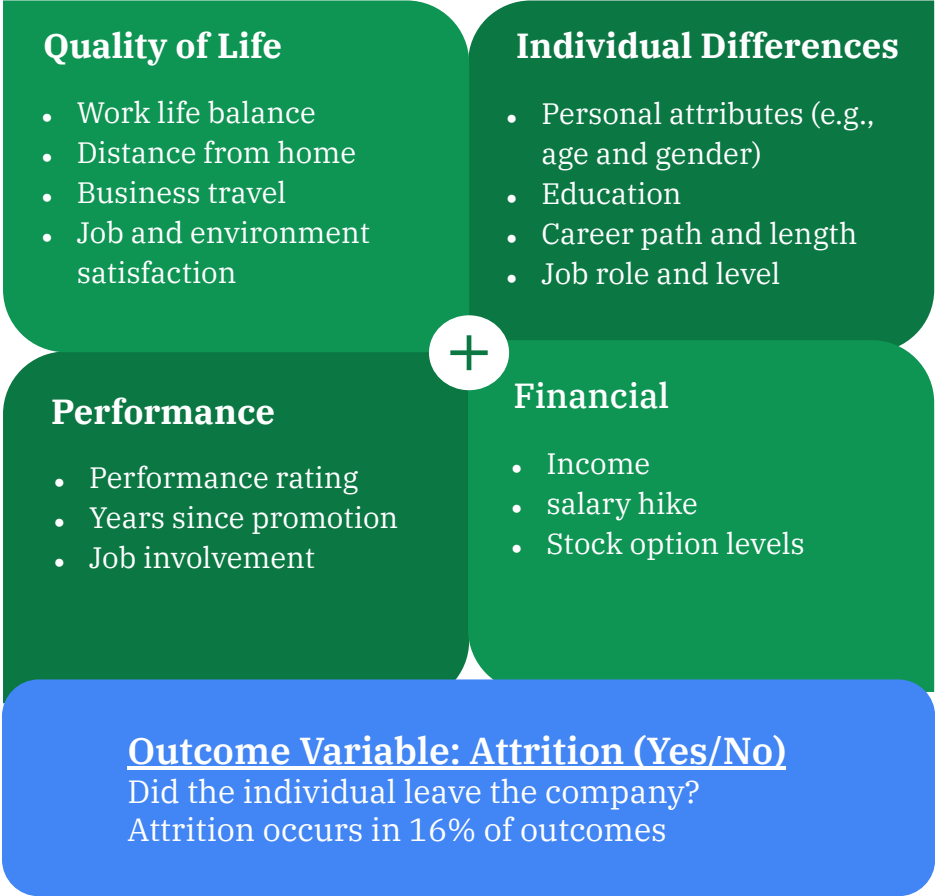 Quality of Life
• Work life balance
• Distance from home
• Business travel
• Job and environment
satisfaction
Individual Differences
• Personal attributes (e.g.,
age and gender)
• Education
• Career path and length
• Job role and level
+
Performance
• Performance rating
• Years since promotion
• Job involvement
Financial
• Income
• salary hike
• Stock option levels
Outcome Variable: Attrition (Yes/No)
Did the individual leave the company?
Attrition occurs in 16% of outcomes